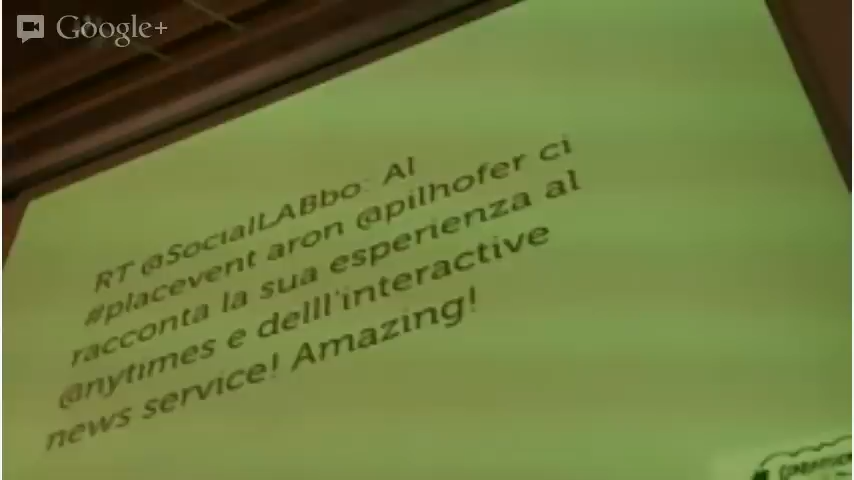 Google+
RT @SocialLABbo: Al
#placevent aron @pilhofer ci
racconta la sua esperienza al
@nytimes e delll'interactive
news service! Amazing!